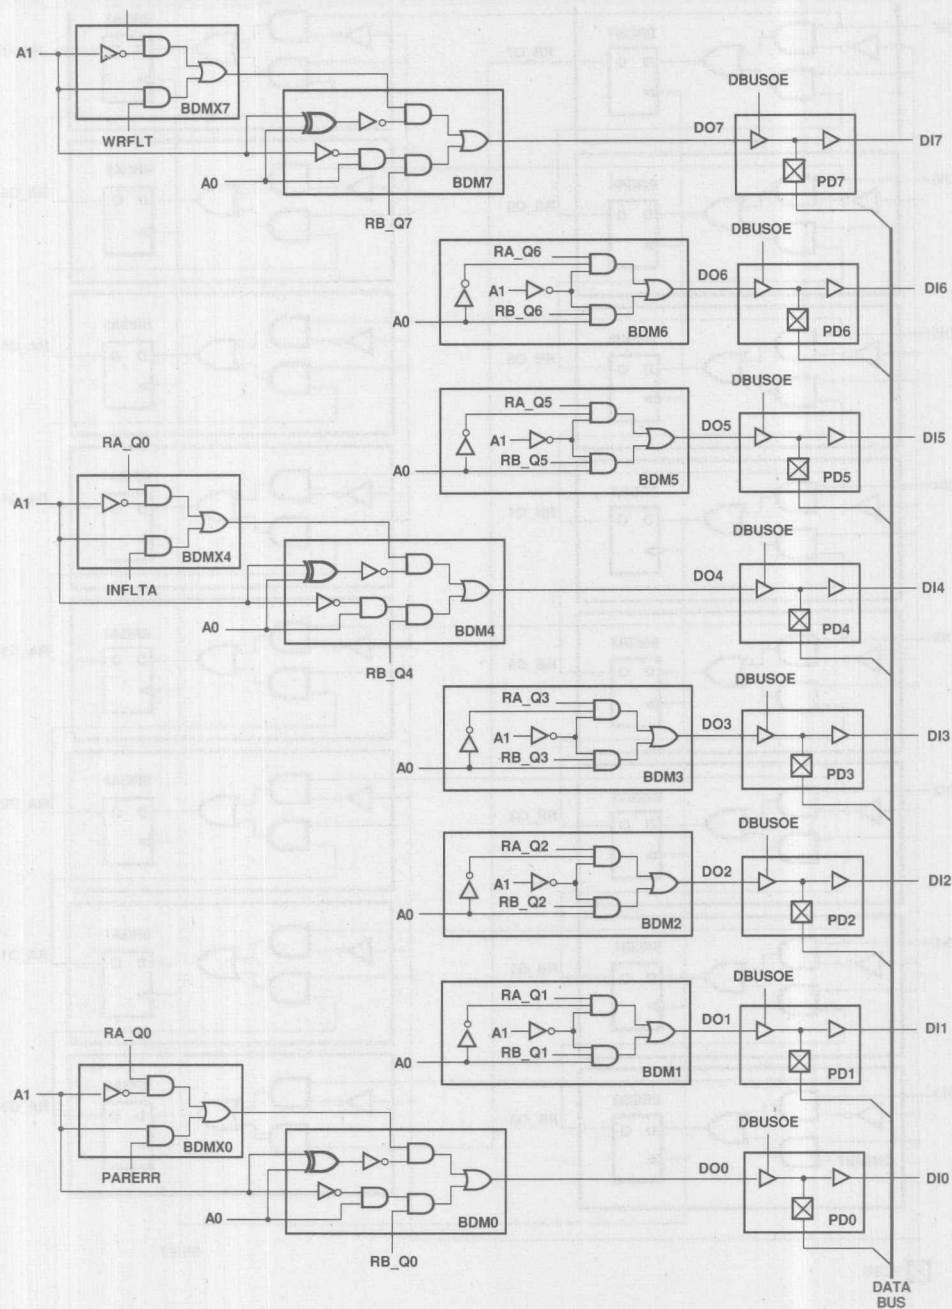 A1
BDMX7
WRFLT
DBUSOE
DO7
DI7
PD7
A0
BDM7
RB_Q7
DBUSOE
RA_Q6
DO6
DI6
A1
RB_Q6
A0
BDM6
PD6
DBUSOE
RA_Q5
DO5
DI5
A1
RB_Q5
A0
BDM5
PD5
RA_Q0
A1
BDMX4
INFLTA
DBUSOE
DO4
DI4
PD4
A0
BDM4
RB_Q4
DBUSOE
RA_Q3
DO3
DI3
A1
RB_Q3
A0
BDM3
PD3
DBUSOE
RA_Q2
DO2
DI2
A1
RB_Q2
A0
BDM2
PD2
DBUSOE
RA_Q1
DO1
DI1
A1
RB_Q1
A0
BDM1
PD1
RA_Q0
A1
BDMX0
PARERR
DBUSOE
DO0
DI0
PD0
A0
BDM0
RB_Q0
DATA
BUS